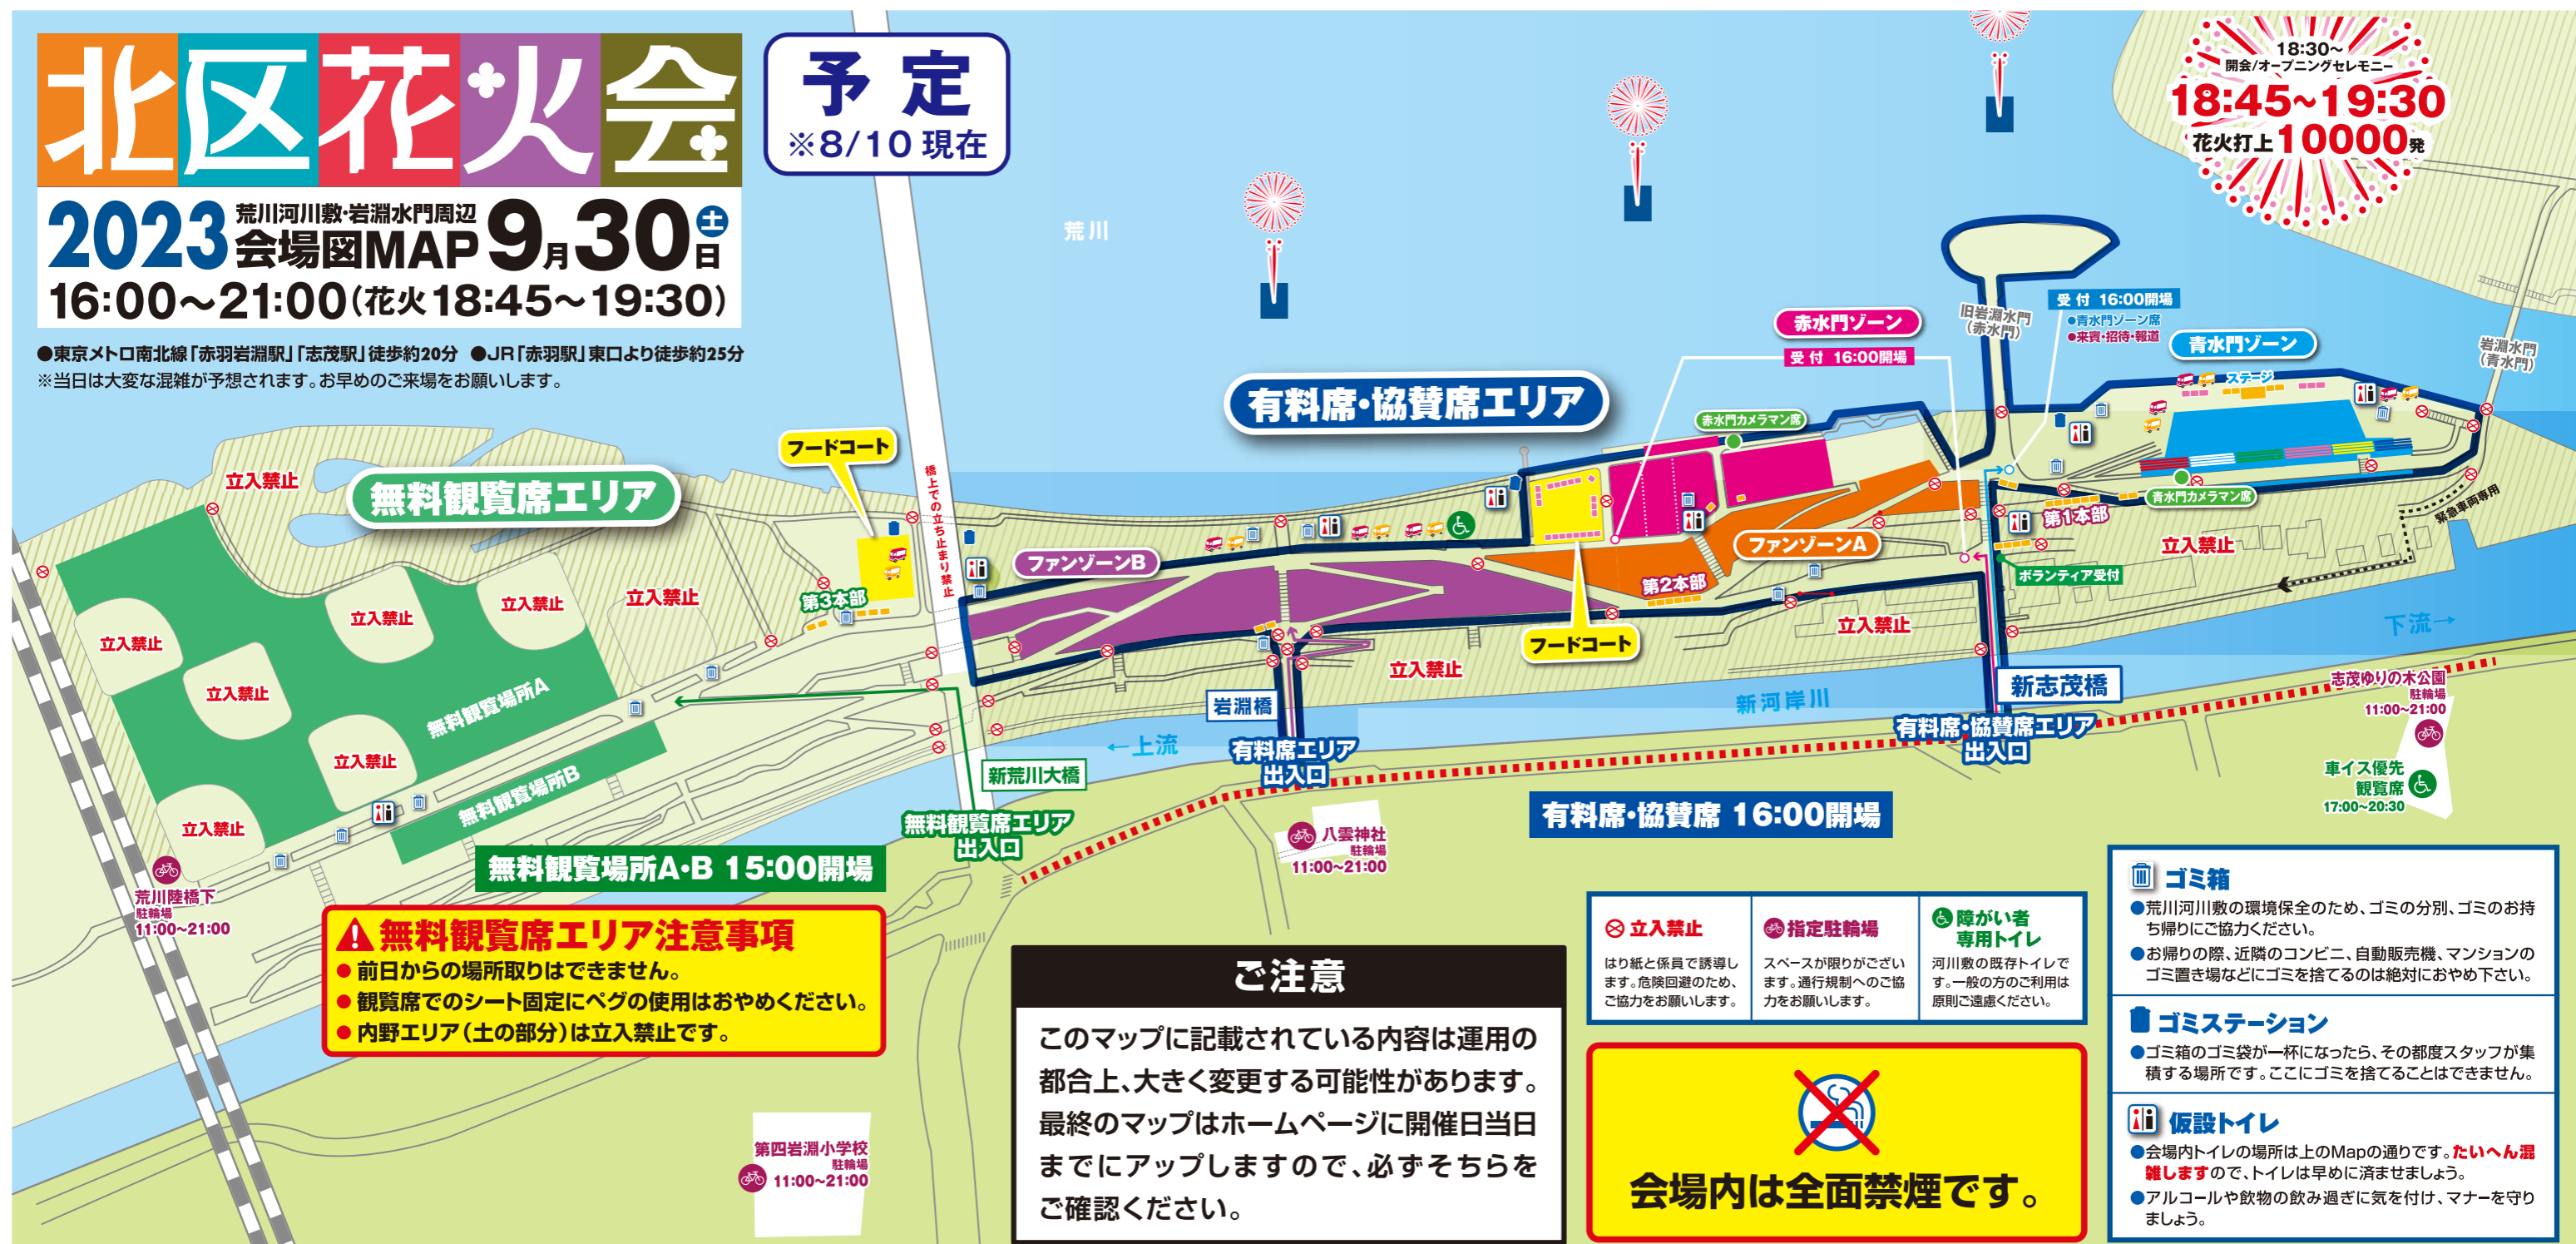 北区花火会
予定
※8/10 現在
2023 荒川河川敷・岩淵水門周辺
会場図MAP 9月30日 土
16:00〜21:00(花火18:45〜19:30)
●東京メトロ南北線「赤羽岩淵駅」「志茂駅」徒歩約20分 ●JR「赤羽駅」東口より徒歩約25分
※当日は大変な混雑が予想されます。お早めのご来場をお願いします。
18:30〜
開会/オープニングセレモニー
18:45〜19:30
花火打上10000発
荒川
赤水門ゾーン
受付 16:00開場
旧岩淵水門
(赤水門)
受付 16:00開場
●青水門ゾーン席
●来賓・招待・報道
青水門ゾーン
岩淵水門
(青水門)
ステージ
有料席・協賛席エリア
赤水門カメラマン席
青水門カメラマン席
緊急車両専用
フードコート
橋上での立ち止まり禁止
無料観覧席エリア
立入禁止
立入禁止
立入禁止
立入禁止
立入禁止
立入禁止
立入禁止
立入禁止
無料観覧場所A
無料観覧場所B
第3本部
ファンゾーンB
ファンゾーンA
第2本部
第1本部
フードコート
ボランティア受付
立入禁止
立入禁止
立入禁止
下流→
←上流
新河岸川
岩淵橋
有料席エリア
出入口
新志茂橋
有料席・協賛席エリア
出入口
新荒川大橋
無料観覧席エリア
出入口
志茂ゆりの木公園
駐輪場
11:00〜21:00
車イス優先
観覧席
17:00〜20:30
八雲神社
駐輪場
11:00〜21:00
有料席・協賛席 16:00開場
無料観覧場所A・B 15:00開場
荒川陸橋下
駐輪場
11:00〜21:00
無料観覧席エリア注意事項
● 前日からの場所取りはできません。
● 観覧席でのシート固定にペグの使用はおやめください。
● 内野エリア(土の部分)は立入禁止です。
第四岩淵小学校
駐輪場
11:00〜21:00
ご注意
このマップに記載されている内容は運用の
都合上、大きく変更する可能性があります。
最終のマップはホームページに開催日当日
までにアップしますので、必ずそちらを
ご確認ください。
立入禁止
はり紙と係員で誘導し
ます。危険回避のため、
ご協力をお願いします。
指定駐輪場
スペースが限りがござい
ます。通行規制へのご協
力をお願いします。
障がい者
専用トイレ
河川敷の既存トイレで
す。一般の方のご利用は
原則ご遠慮ください。
会場内は全面禁煙です。
ゴミ箱
●荒川河川敷の環境保全のため、ゴミの分別、ゴミのお持
ち帰りにご協力ください。
●お帰りの際、近隣のコンビニ、自動販売機、マンションの
ゴミ置き場などにゴミを捨てるのは絶対におやめ下さい。
ゴミステーション
●ゴミ箱のゴミ袋が一杯になったら、その都度スタッフが集
積する場所です。ここにゴミを捨てることはできません。
仮設トイレ
●会場内トイレの場所は上のMapの通りです。たいへん混
雑しますので、トイレは早めに済ませましょう。
●アルコールや飲物の飲み過ぎに気を付け、マナーを守り
ましょう。